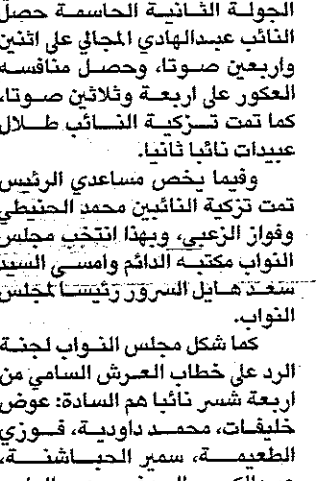 الجولة الثانية الحاسمة حصل
النائب عبدالهادي المجالي على اثنين
واربعين صوتا، وحصل منافسه
العكور على اربعة وثلاثين صوتا،
كما تمت تزكية النائب طلال
عبيدات نائبا ثانيا.
وفيما يخص مساعدي الرئيس
تمت تزكية النائبين محمد الحنيطي
وفواز الزعبي، وبهذا انتخب مجلس
النواب مكتبه الدائم وامسى السيد
سعد هايل السرور رئيسا لمجلس
النواب.
كما شكل مجلس النواب لجنة
الرد على خطاب العرش السامي من
اربعة شسر نائبا هم السادة: عوض
خليفات، محمد داودية، فوزي
الطعيمة، سمير الحباشنة،